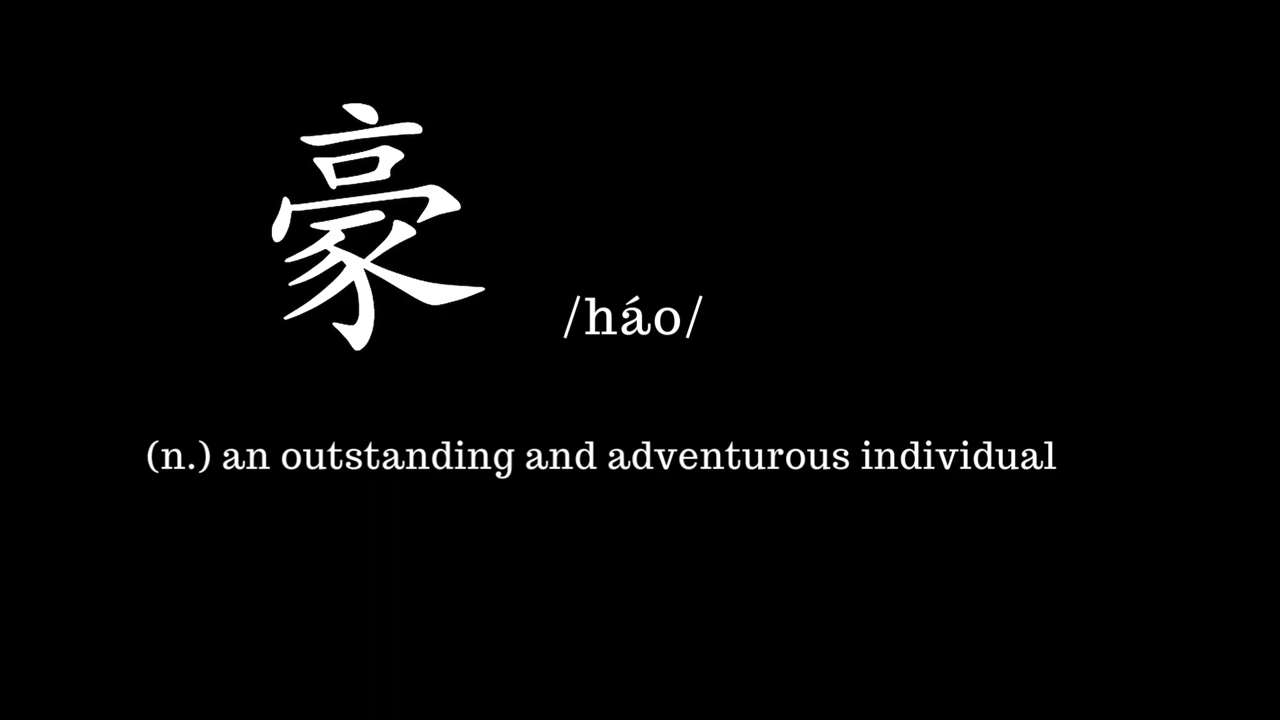 豪 /háo/
(n.) an outstanding and adventurous individual